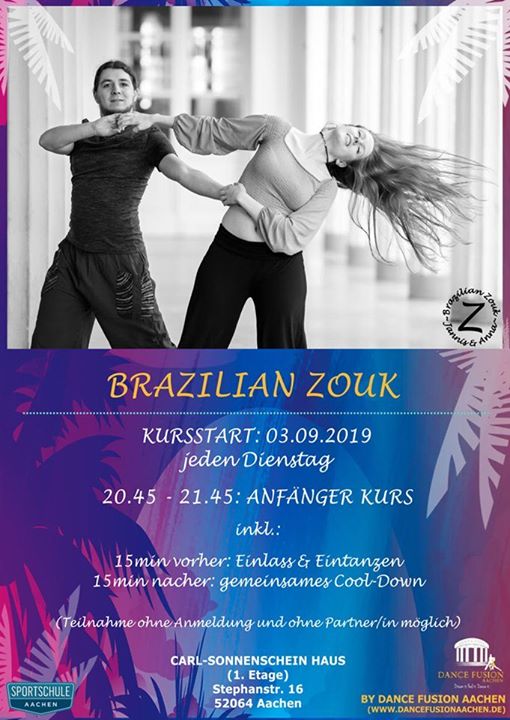 ~Brazilian Zouk~
Z
Jannis & Anna
BRAZILIAN ZOUK
KURSSTART: 03.09.2019
jeden Dienstag
20.45 - 21.45: ANFÄNGER KURS
inkl.:
15min vorher: Einlass & Eintanzen
15min nacher: gemeinsames Cool-Down
(Teilnahme ohne Anmeldung und ohne Partner/in möglich)
CARL-SONNENSCHEIN HAUS
(1. Etage)
Stephanstr. 16
52064 Aachen
SPORTSCHULE
AACHEN
DANCE FUSION
AACHEN
BY DANCE FUSION AACHEN
(WWW.DANCEFUSIONAACHEN.DE)